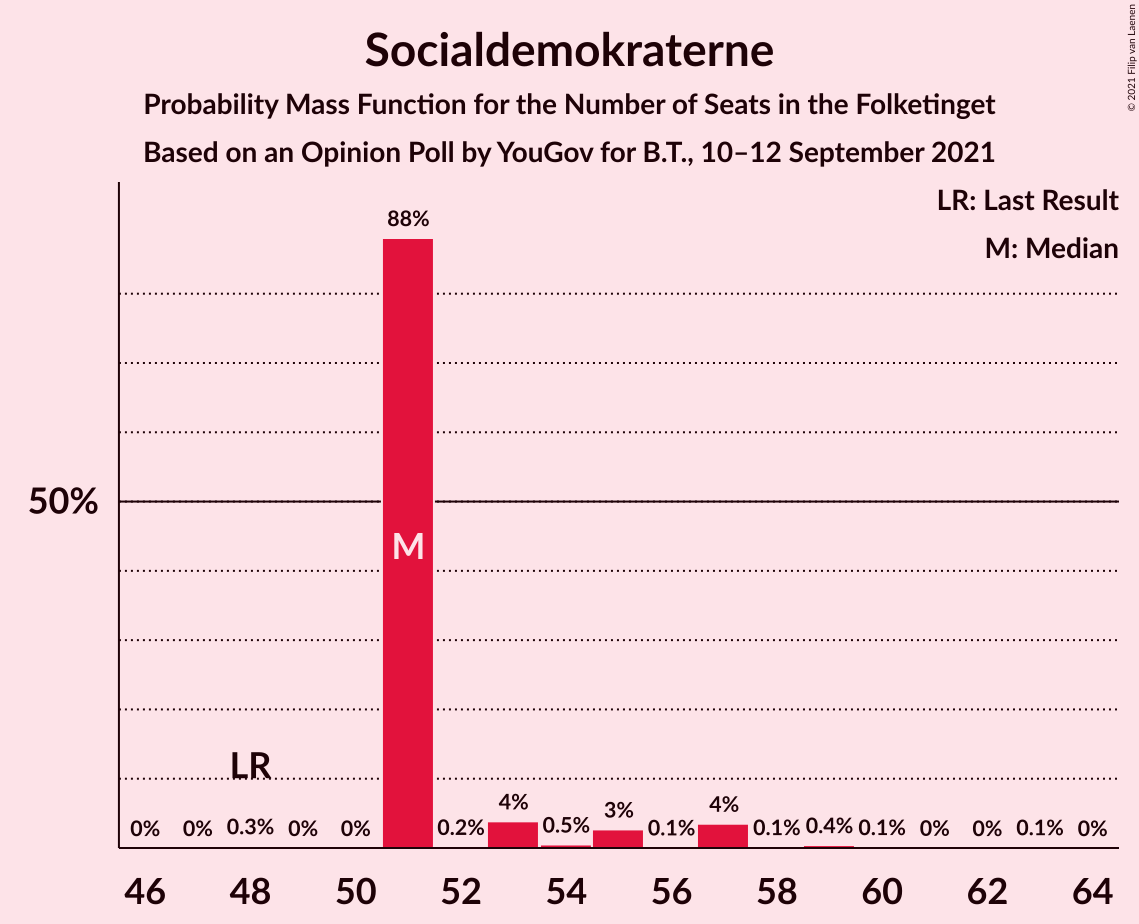 Socialdemokraterne
Probability Mass Function for the Number of Seats in the Folketinget
Based on an Opinion Poll by YouGov for B.T., 10–12 September 2021
© 2021 Filip van Laenen
LR: Last Result
M: Median
50%
M
LR
0% 0% 0.3% 0% 0% 88% 0.2% 4% 0.5% 3% 0.1% 4% 0.1% 0.4% 0.1% 0% 0% 0.1% 0%
46 48 50 52 54 56 58 60 62 64